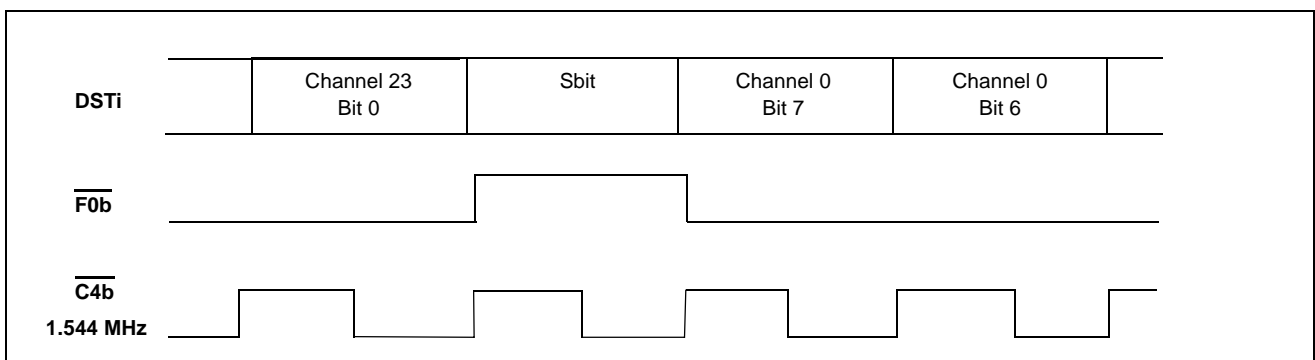 DSTi
Channel 23
Bit 0
Sbit
Channel 0
Bit 7
Channel 0
Bit 6
F0b
C4b
1.544 MHz